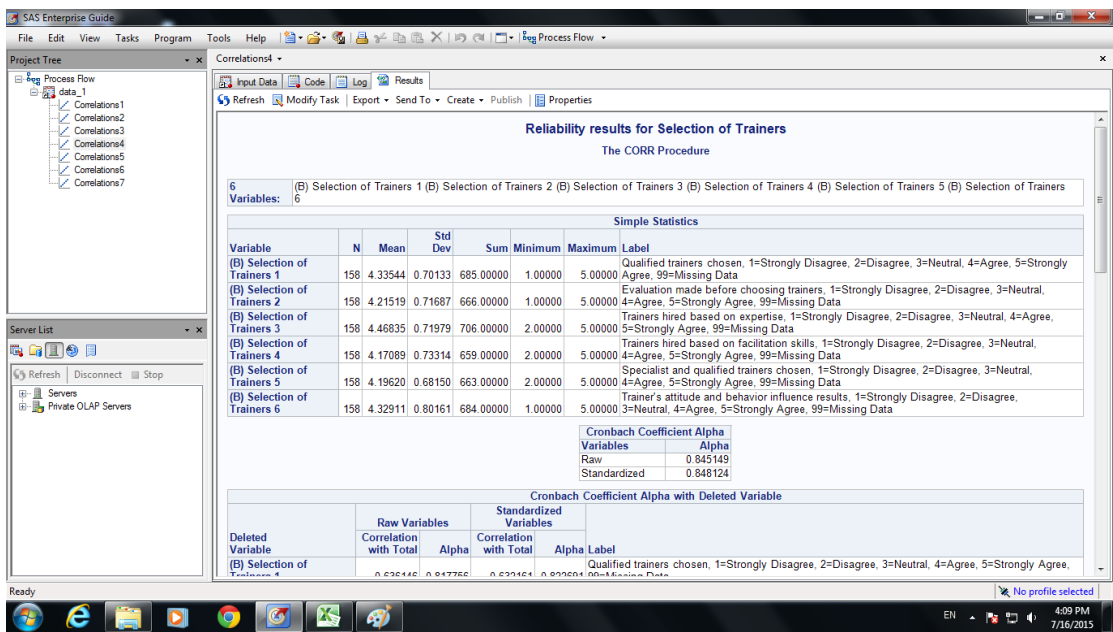 SAS Enterprise Guide
File Edit View Tasks Program Tools Help Process Flow
Project Tree
Process Flow
data_1
Correlations1
Correlations2
Correlations3
Correlations4
Correlations5
Correlations6
Correlations7
Server List
Refresh Disconnect Stop
Servers
Private OLAP Servers
Correlations4
Input Data Code Log Results
Refresh Modify Task Export Send To Create Publish Properties
Reliability results for Selection of Trainers
The CORR Procedure
6 (B) Selection of Trainers 1 (B) Selection of Trainers 2 (B) Selection of Trainers 3 (B) Selection of Trainers 4 (B) Selection of Trainers 5 (B) Selection of Trainers
Variables: 6
Simple Statistics
Std
Variable N Mean Dev Sum Minimum Maximum Label
(B) Selection of Qualified trainers chosen, 1=Strongly Disagree, 2=Disagree, 3=Neutral, 4=Agree, 5=Strongly
Trainers 1 158 4.33544 0.70133 685.00000 1.00000 5.00000 Agree, 99=Missing Data
(B) Selection of Evaluation made before choosing trainers, 1=Strongly Disagree, 2=Disagree, 3=Neutral,
Trainers 2 158 4.21519 0.71687 666.00000 1.00000 5.00000 4=Agree, 5=Strongly Agree, 99=Missing Data
(B) Selection of Trainers hired based on expertise, 1=Strongly Disagree, 2=Disagree, 3=Neutral, 4=Agree,
Trainers 3 158 4.46835 0.71979 706.00000 2.00000 5.00000 5=Strongly Agree, 99=Missing Data
(B) Selection of Trainers hired based on facilitation skills, 1=Strongly Disagree, 2=Disagree, 3=Neutral,
Trainers 4 158 4.17089 0.73314 659.00000 2.00000 5.00000 4=Agree, 5=Strongly Agree, 99=Missing Data
(B) Selection of Specialist and qualified trainers chosen, 1=Strongly Disagree, 2=Disagree, 3=Neutral,
Trainers 5 158 4.19620 0.68150 663.00000 2.00000 5.00000 4=Agree, 5=Strongly Agree, 99=Missing Data
(B) Selection of Trainer's attitude and behavior influence results, 1=Strongly Disagree, 2=Disagree,
Trainers 6 158 4.32911 0.80161 684.00000 1.00000 5.00000 3=Neutral, 4=Agree, 5=Strongly Agree, 99=Missing Data
Cronbach Coefficient Alpha
Variables Alpha
Raw 0.845149
Standardized 0.848124
Cronbach Coefficient Alpha with Deleted Variable
Standardized
Raw Variables Variables
Deleted Correlation Correlation
Variable with Total Alpha with Total Alpha Label
(B) Selection of Qualified trainers chosen, 1=Strongly Disagree, 2=Disagree, 3=Neutral, 4=Agree, 5=Strongly Agree,
Trainers 1 0.636146 0.817756 0.632161 0.822691 99=Missing Data
Ready No profile selected
EN 4:09 PM
7/16/2015